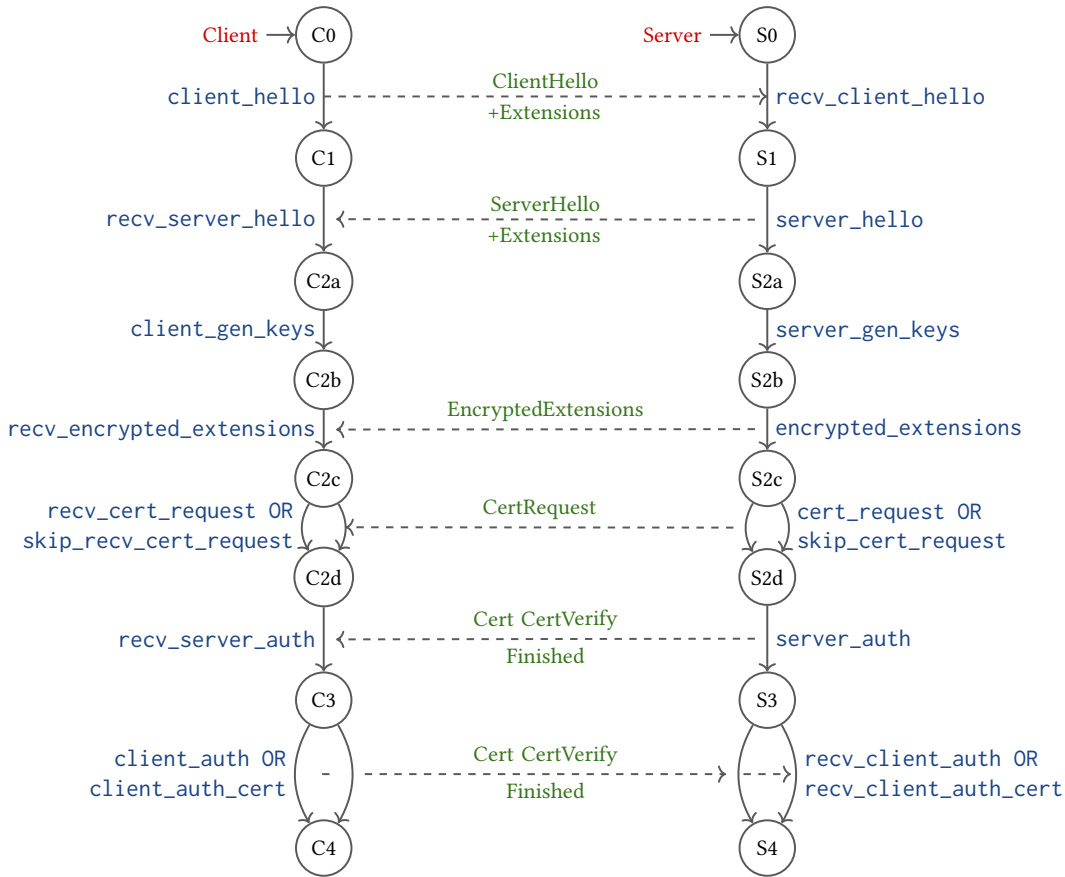 Client
C0
Server
S0
client_hello
ClientHello
+Extensions
recv_client_hello
C1
S1
recv_server_hello
ServerHello
+Extensions
server_hello
C2a
S2a
client_gen_keys
server_gen_keys
C2b
S2b
recv_encrypted_extensions
EncryptedExtensions
encrypted_extensions
C2c
S2c
recv_cert_request OR
skip_recv_cert_request
CertRequest
cert_request OR
skip_cert_request
C2d
S2d
recv_server_auth
Cert CertVerify
Finished
server_auth
C3
S3
client_auth OR
client_auth_cert
Cert CertVerify
Finished
recv_client_auth OR
recv_client_auth_cert
C4
S4